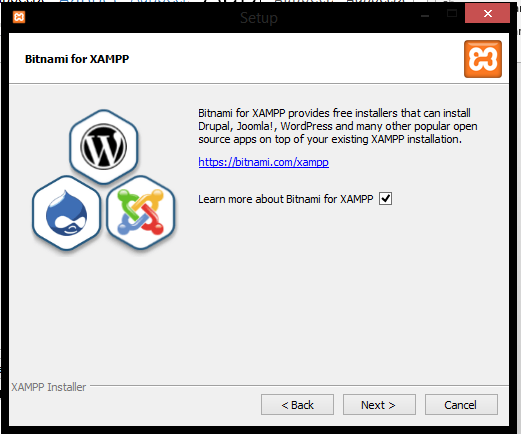 Setup
Bitnami for XAMPP
Bitnami for XAMPP provides free installers that can install
Drupal, Joomla!, WordPress and many other popular open
source apps on top of your existing XAMPP installation.
https://bitnami.com/xampp
Learn more about Bitnami for XAMPP
XAMPP Installer
< Back
Next >
Cancel